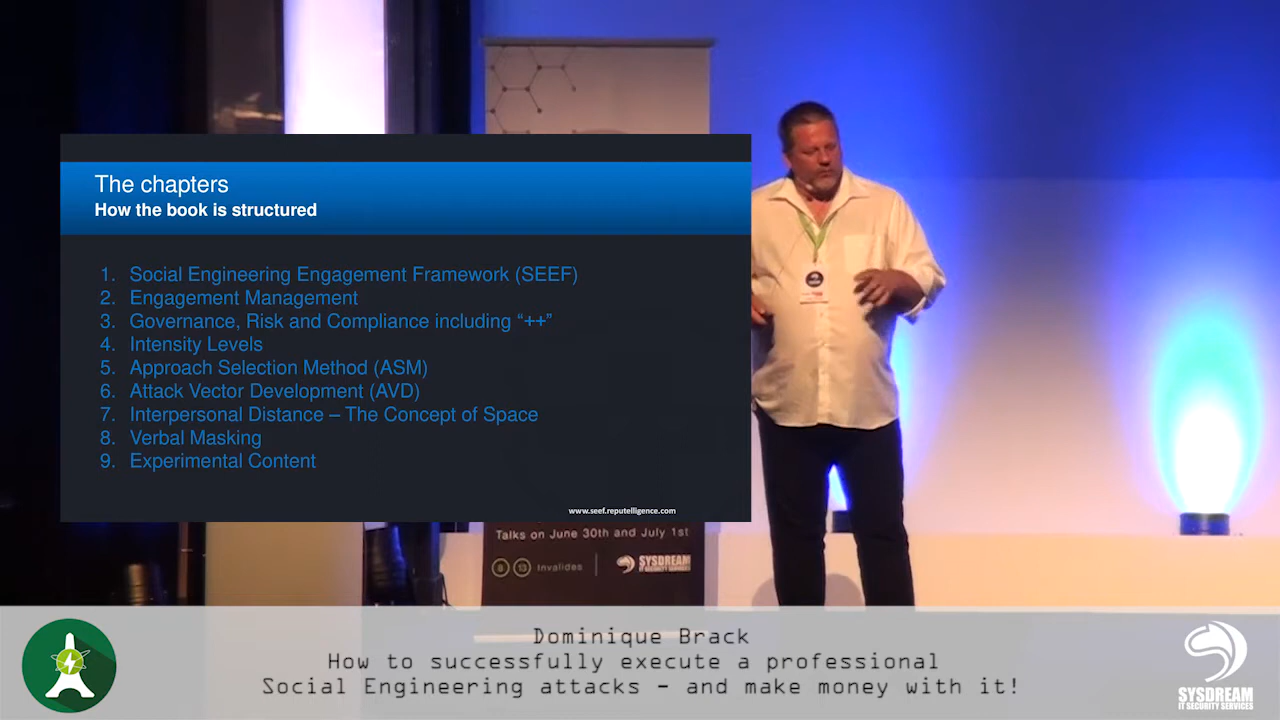 The chapters
How the book is structured
1. Social Engineering Engagement Framework (SEEF)
2. Engagement Management
3. Governance, Risk and Compliance including “++”
4. Intensity Levels
5. Approach Selection Method (ASM)
6. Attack Vector Development (AVD)
7. Interpersonal Distance – The Concept of Space
8. Verbal Masking
9. Experimental Content
www.seef.reputelligence.com
Talks on June 30th and July 1st
8 13 Invalides
SYSDREAM
IT SECURITY SERVICES
Dominique Brack
How to successfully execute a professional
Social Engineering attacks - and make money with it!
SYSDREAM
IT SECURITY SERVICES